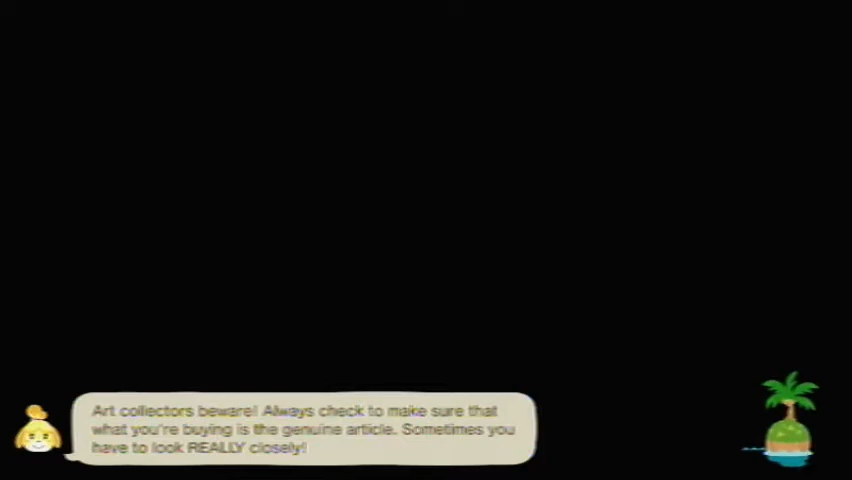 Art collectors beware! Always check to make sure that
what you're buying is the genuine article. Sometimes you
have to look REALLY closely!